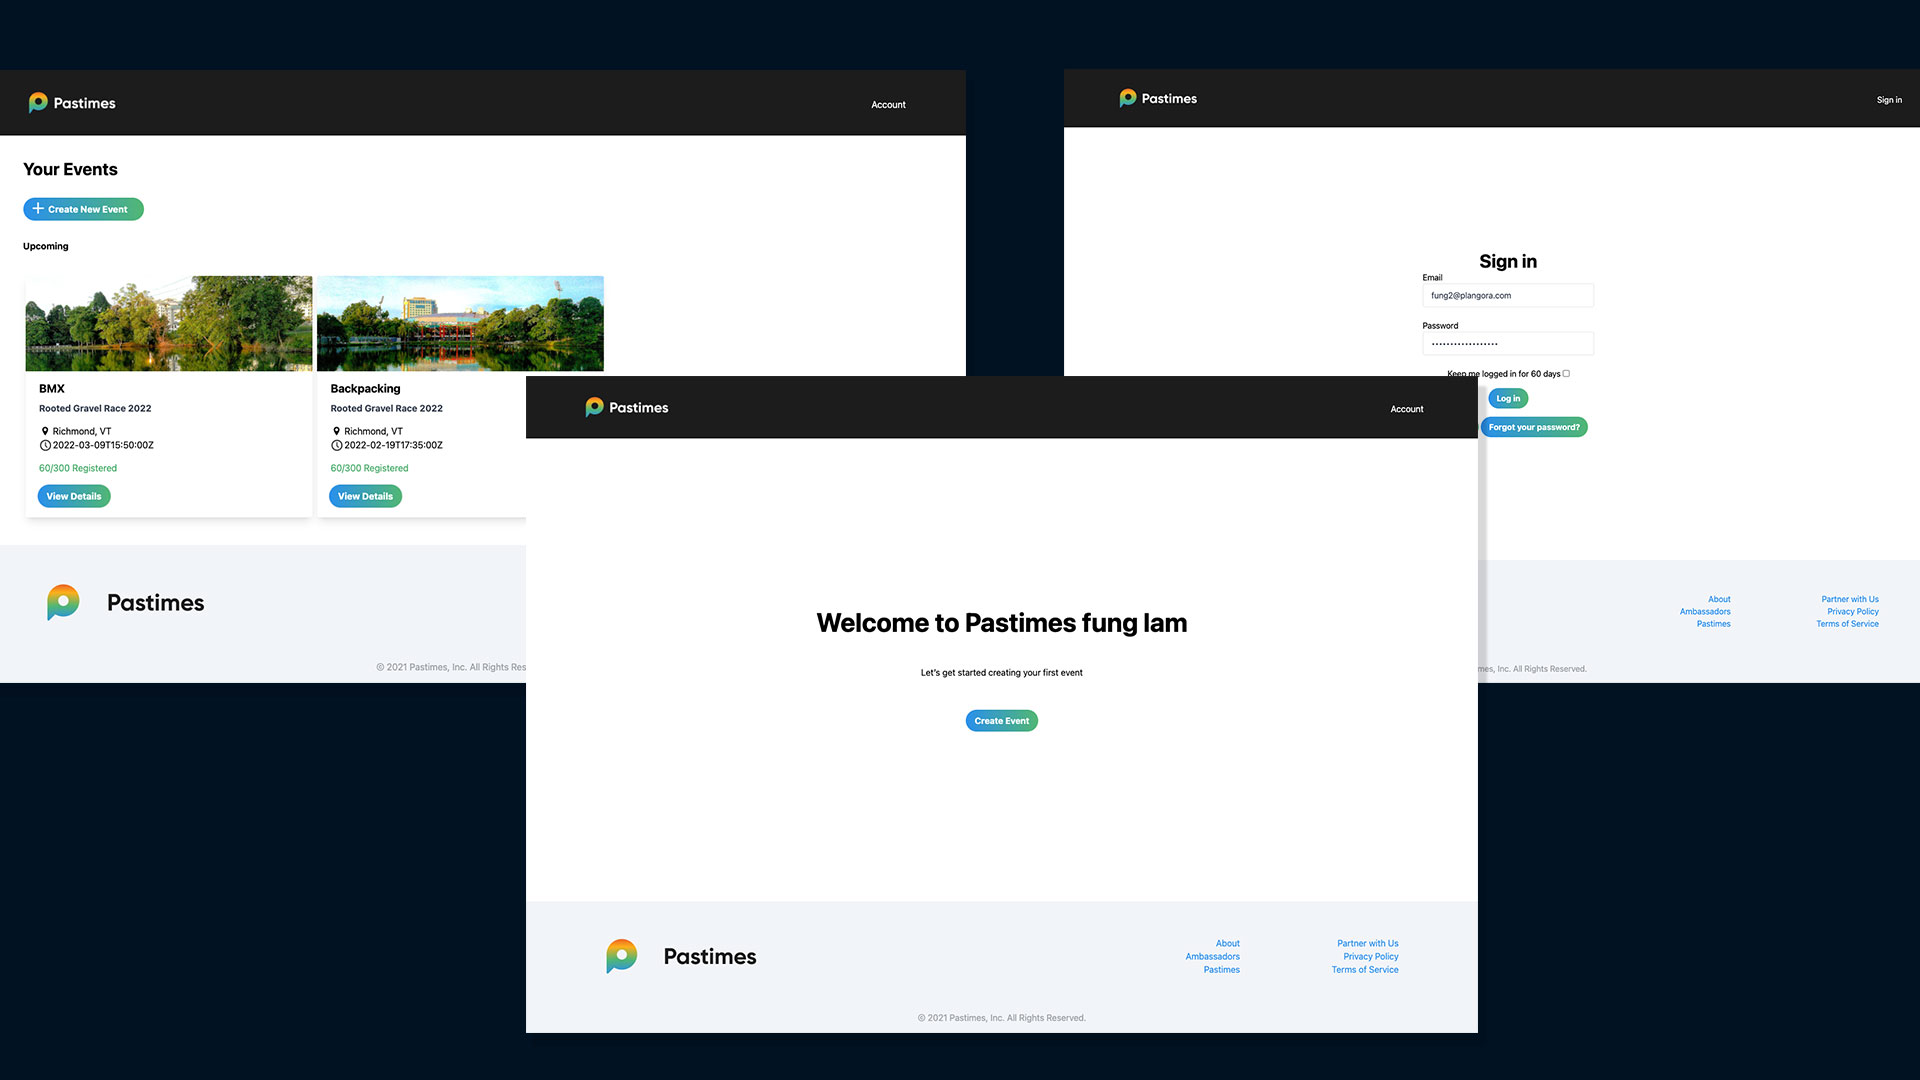 Pastimes
Account
Your Events
Create New Event
Upcoming
BMX
Rooted Gravel Race 2022
Richmond, VT
2022-03-09T15:50:00Z
60/300 Registered
View Details
Backpacking
Rooted Gravel Race 2022
Richmond, VT
2022-02-19T17:35:00Z
60/300 Registered
View Details
Pastimes
© 2021 Pastimes, Inc. All Rights Res
Pastimes
Sign in
Sign in
Email
fung2@plangora.com
Password
Keep me logged in for 60 days
Log in
Forgot your password?
About
Ambassadors
Pastimes
Partner with Us
Privacy Policy
Terms of Service
mes, Inc. All Rights Reserved.
Pastimes
Account
Welcome to Pastimes fung lam
Let's get started creating your first event
Create Event
Pastimes
About
Ambassadors
Pastimes
Partner with Us
Privacy Policy
Terms of Service
© 2021 Pastimes, Inc. All Rights Reserved.